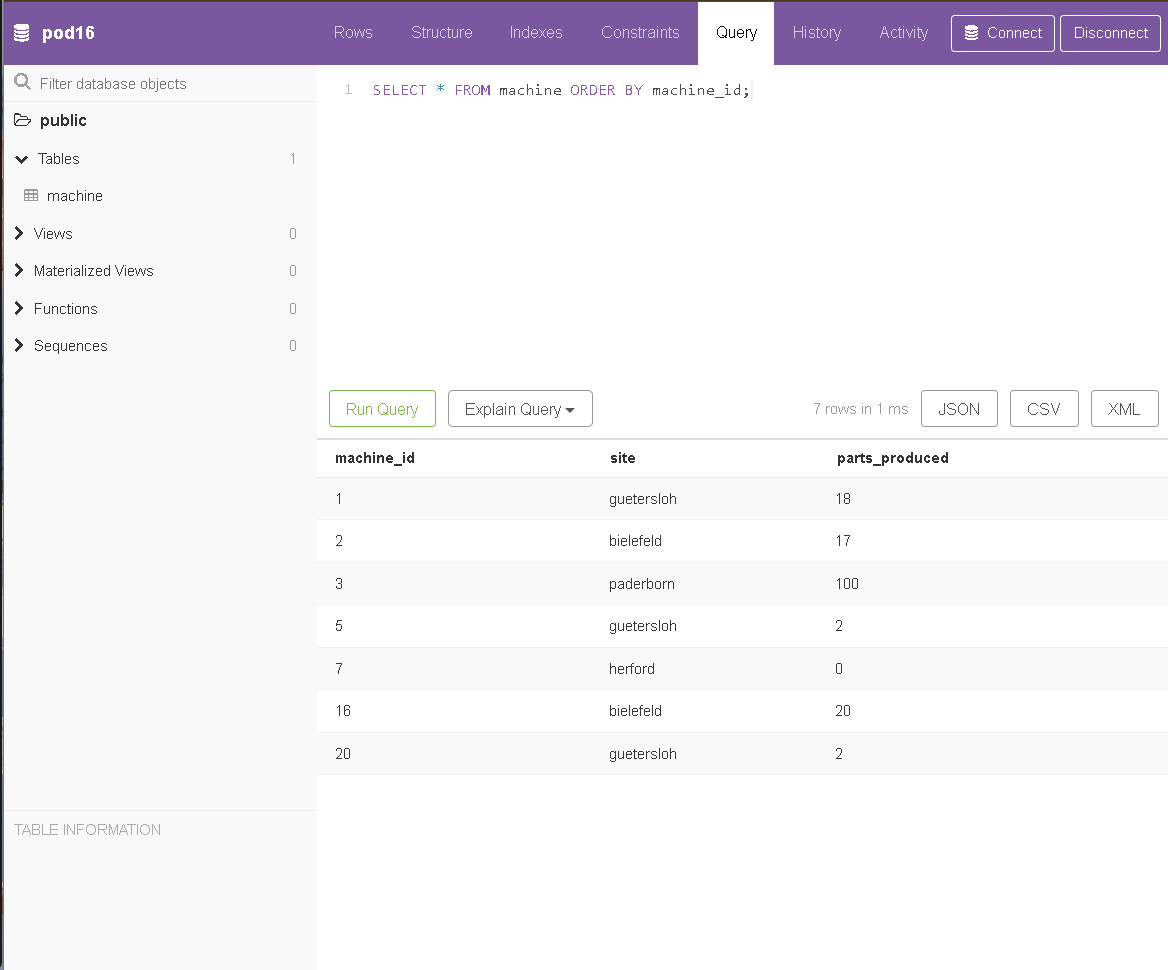 pod16 Rows Structure Indexes Constraints Query History Activity Connect Disconnect
Filter database objects
public
Tables 1
machine
Views 0
Materialized Views 0
Functions 0
Sequences 0
TABLE INFORMATION
1 SELECT * FROM machine ORDER BY machine_id;
Run Query Explain Query 7 rows in 1 ms JSON CSV XML
machine_id site parts_produced
1 guetersloh 18
2 bielefeld 17
3 paderborn 100
5 guetersloh 2
7 herford 0
16 bielefeld 20
20 guetersloh 2